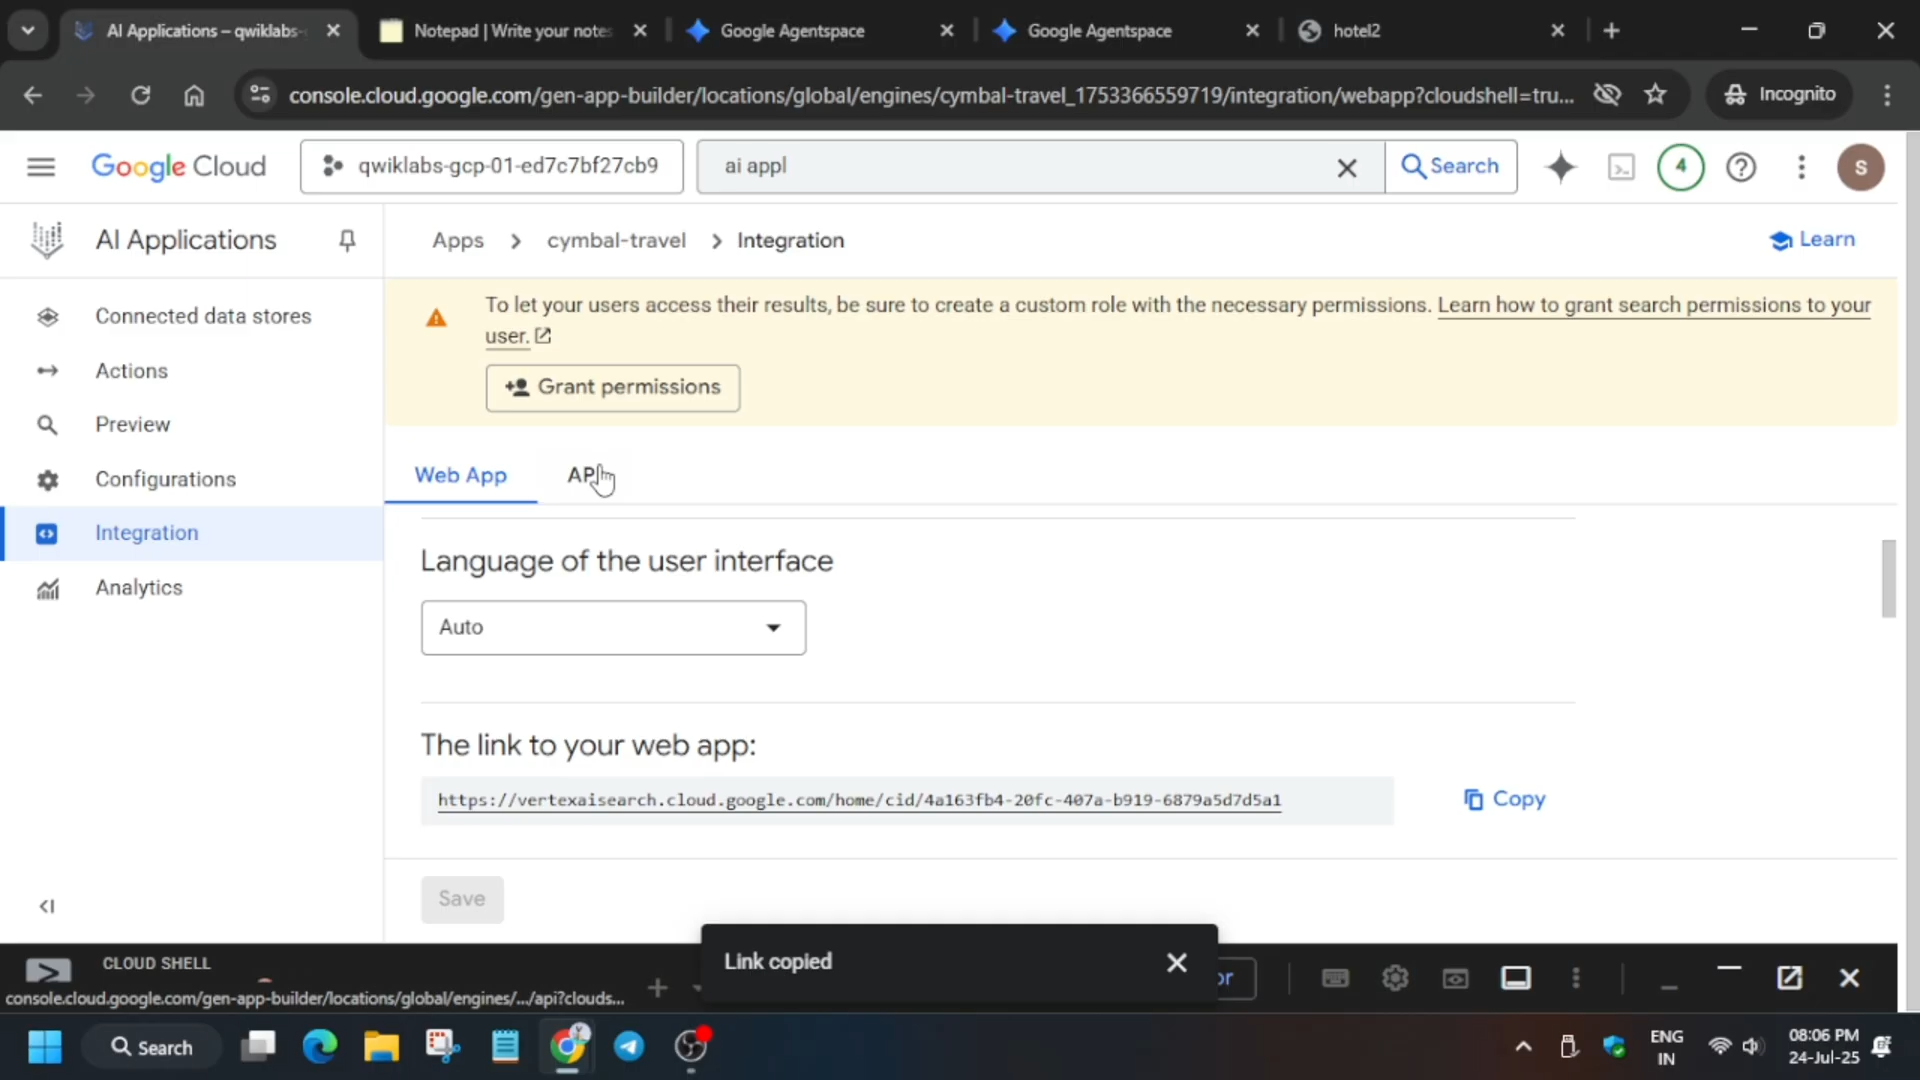 AI Applications – qwiklabs-
Notepad | Write your notes
Google Agentspace
Google Agentspace
hotel2
console.cloud.google.com/gen-app-builder/locations/global/engines/cymbal-travel_1753366559719/integration/webapp?cloudshell=tru...
Incognito
Google Cloud
qwiklabs-gcp-01-ed7c7bf27cb9
ai appl
Search
4
S
AI Applications
Apps > cymbal-travel > Integration
Learn
Connected data stores
Actions
Preview
Configurations
Integration
Analytics
To let your users access their results, be sure to create a custom role with the necessary permissions. Learn how to grant search permissions to your
user.
Grant permissions
Web App
API
Language of the user interface
Auto
The link to your web app:
https://vertexaisearch.cloud.google.com/home/cid/4a163fb4-20fc-407a-b919-6879a5d7d5a1
Copy
Save
Link copied
CLOUD SHELL
or
console.cloud.google.com/gen-app-builder/locations/global/engines/.../api?clouds...
Search
ENG
IN
08:06 PM
24-Jul-25